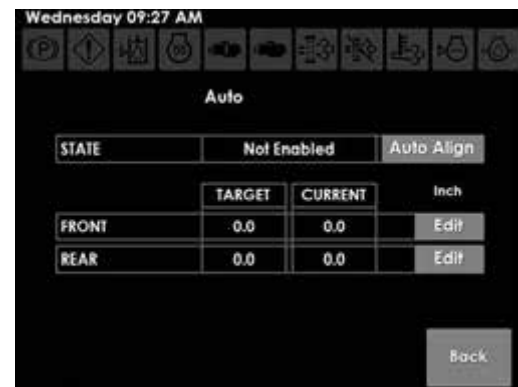 Wednesday 09:27 AM
Auto
STATE Not Enabled Auto Align
TARGET CURRENT Inch
FRONT 0.0 0.0 Edit
REAR 0.0 0.0 Edit
Back